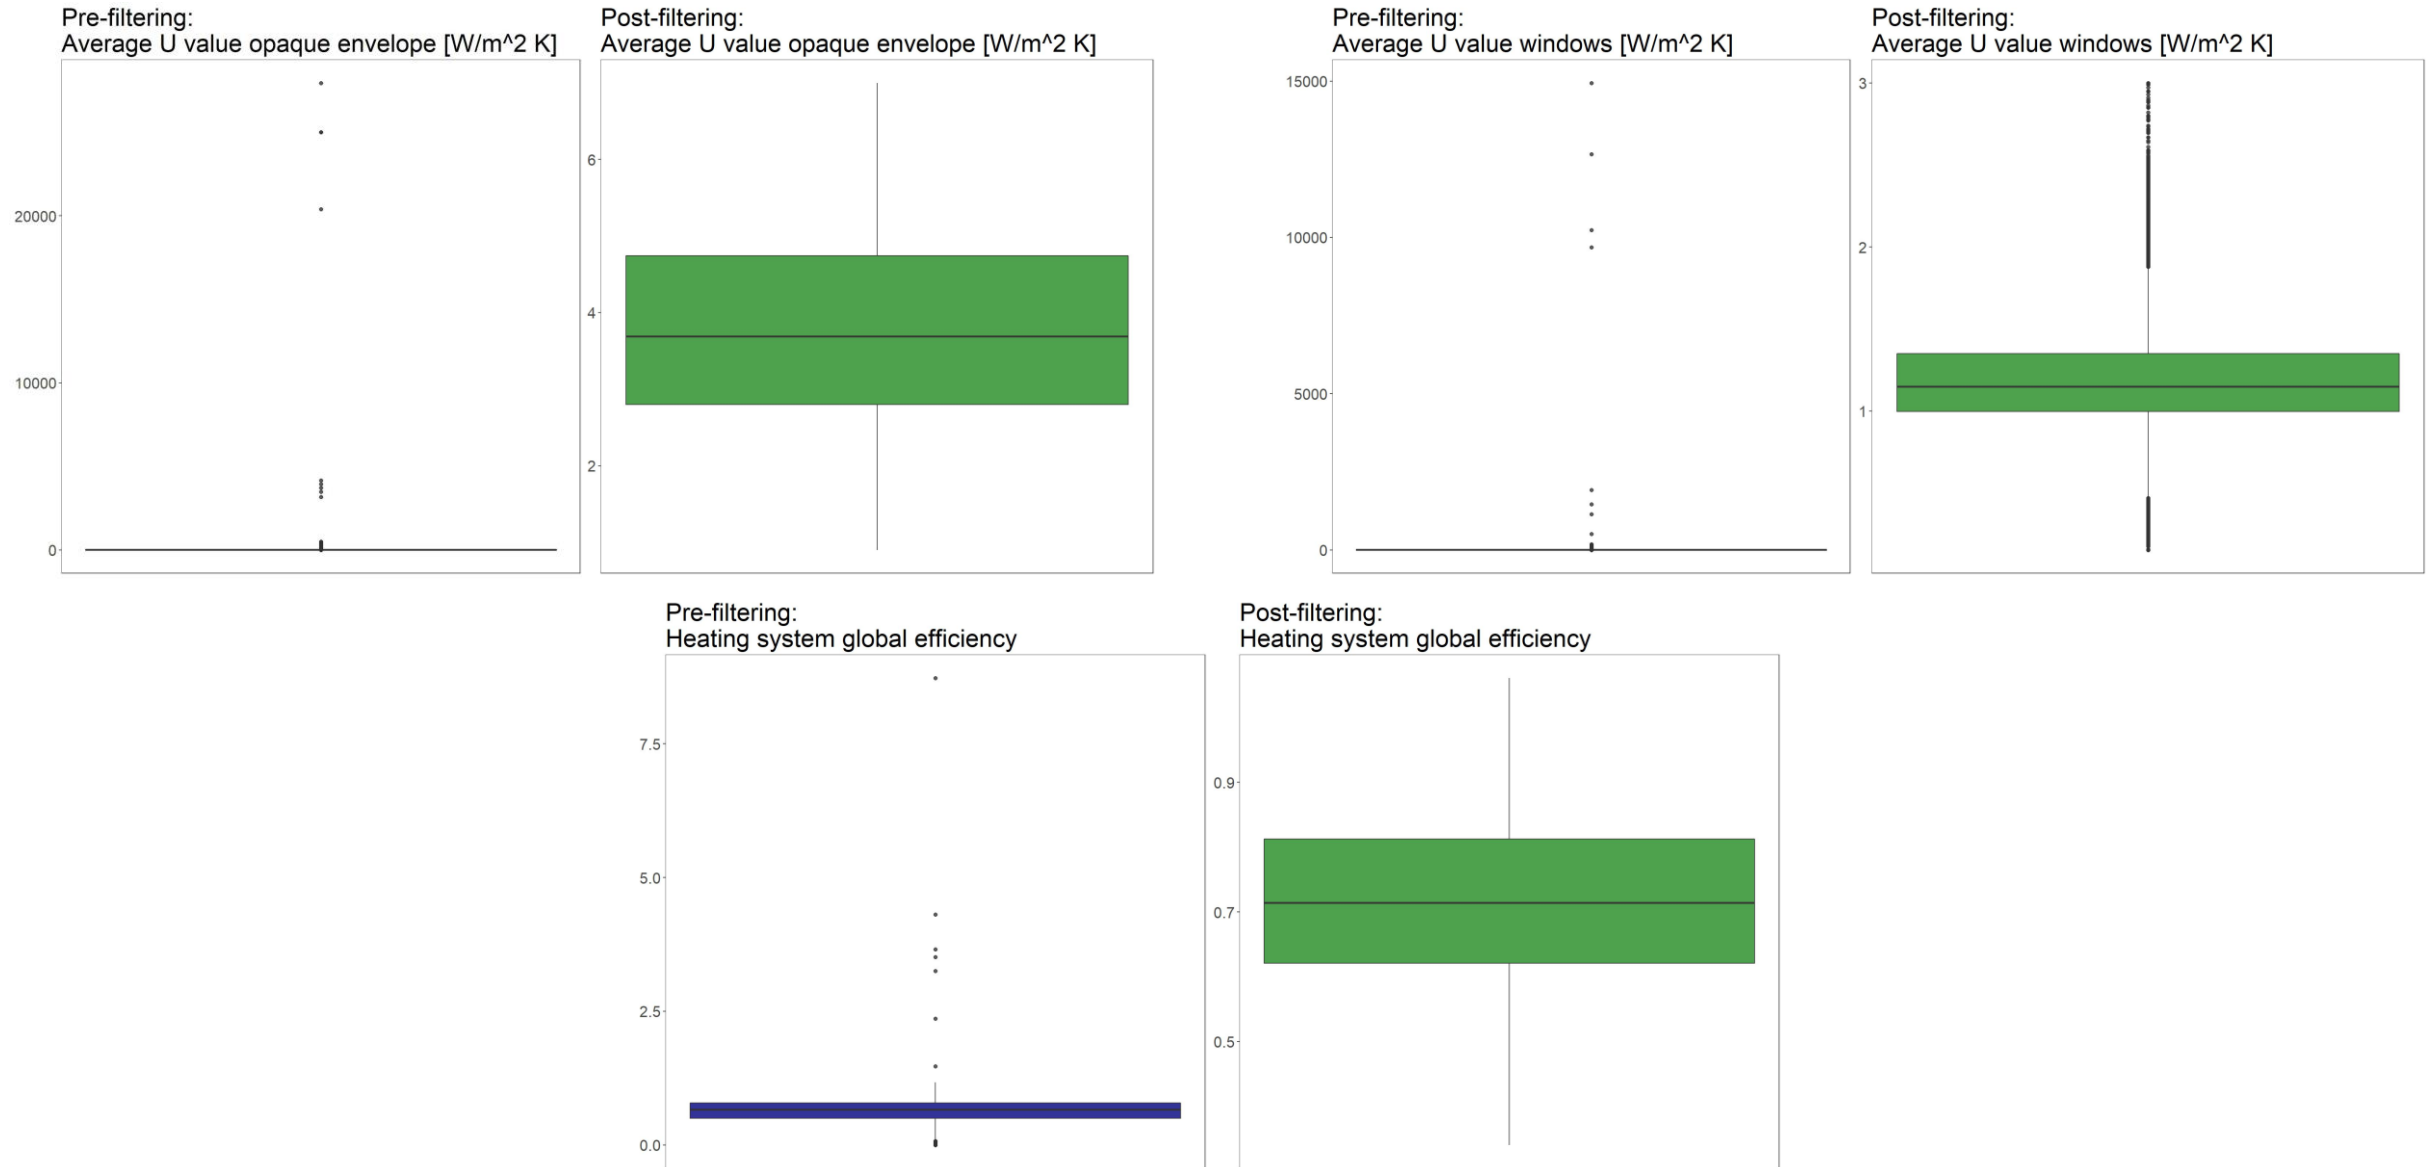 Pre-filtering:
Average U value opaque envelope [W/m^2 K]
20000
10000
0
Post-filtering:
Average U value opaque envelope [W/m^2 K]
6
4
2
Pre-filtering:
Average U value windows [W/m^2 K]
15000
10000
5000
0
Post-filtering:
Average U value windows [W/m^2 K]
3
2
1
Pre-filtering:
Heating system global efficiency
7.5
5.0
2.5
0.0
Post-filtering:
Heating system global efficiency
0.9
0.7
0.5